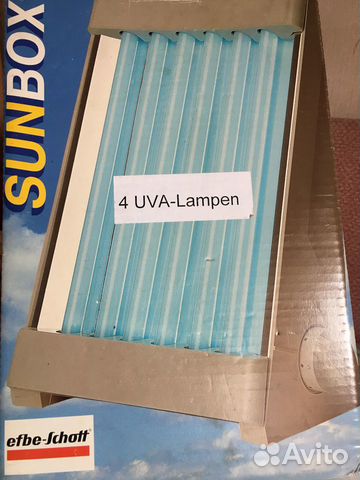 SUNBOX
4 UVA-Lampen
efbe-Schott
Avito